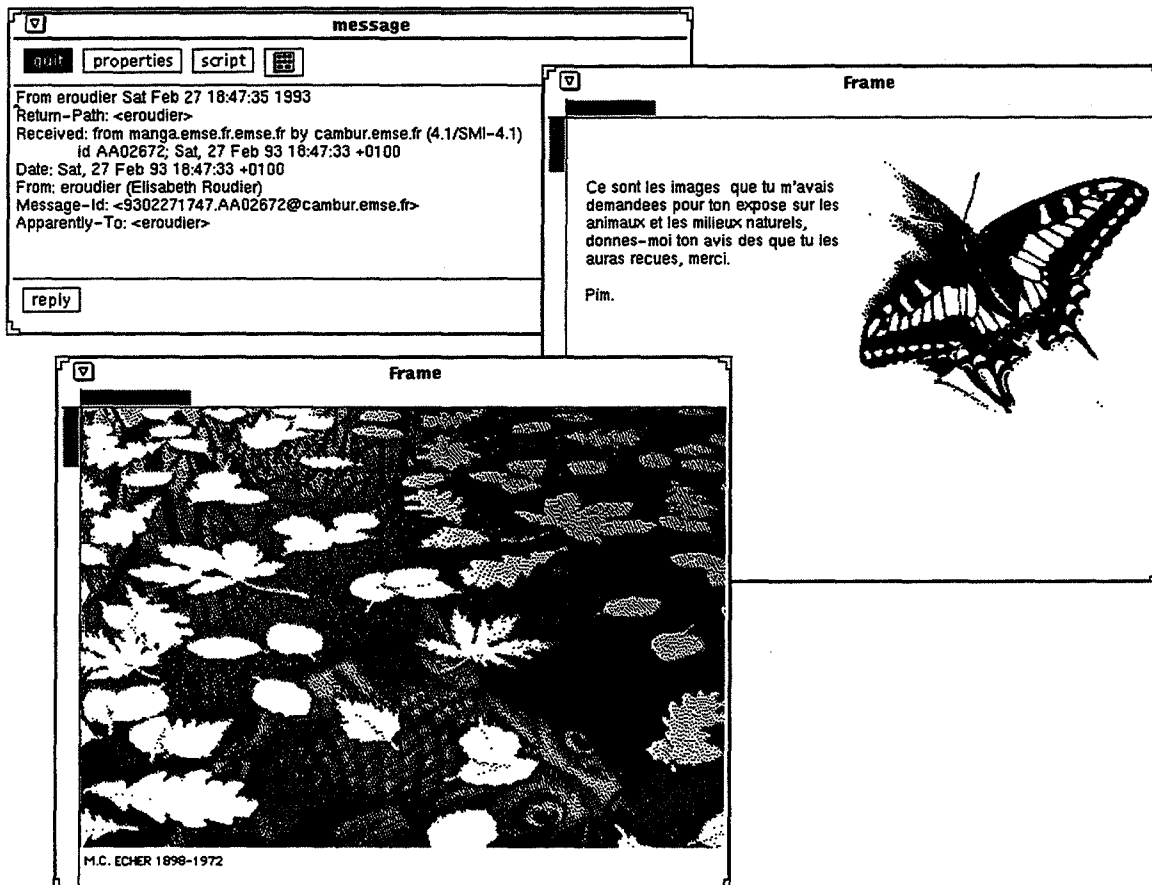 message
quit properties script
From eroudier Sat Feb 27 18:47:35 1993
Return-Path: <eroudier>
Received: from manga.emse.fr.emse.fr by cambur.emse.fr (4.1/SMI-4.1)
id AA02672; Sat, 27 Feb 93 18:47:33 +0100
Date: Sat, 27 Feb 93 18:47:33 +0100
From: eroudier (Elisabeth Roudier)
Message-Id: <9302271747.AA02672@cambur.emse.fr>
Apparently-To: <eroudier>
reply
Frame
Ce sont les images que tu m'avais
demandees pour ton expose sur les
animaux et les milieux naturels,
donnes-moi ton avis des que tu les
auras recues, merci.
Pim.
Frame
M.C. ECHER 1898-1972